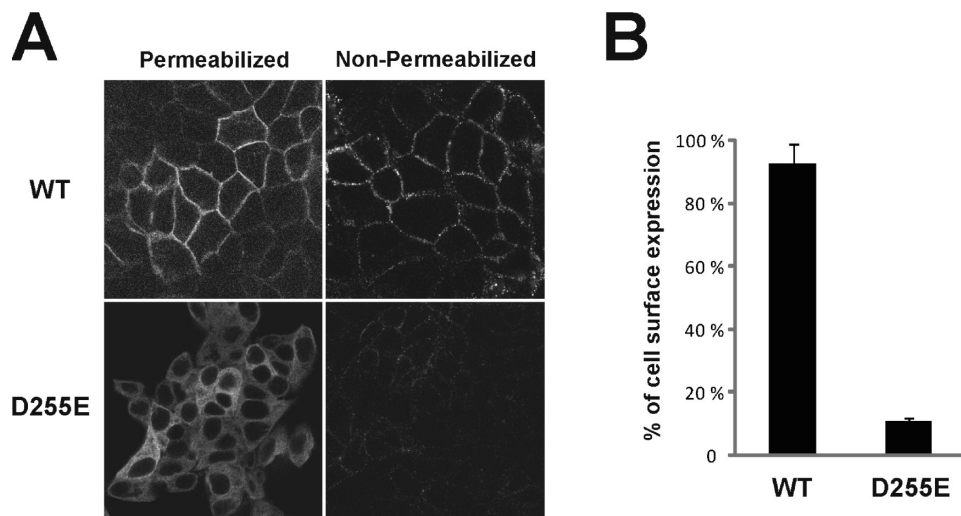 A
Permeabilized Non-Permeabilized
WT
D255E
B
% of cell surface expression
100 %
80 %
60 %
40 %
20 %
0
WT D255E